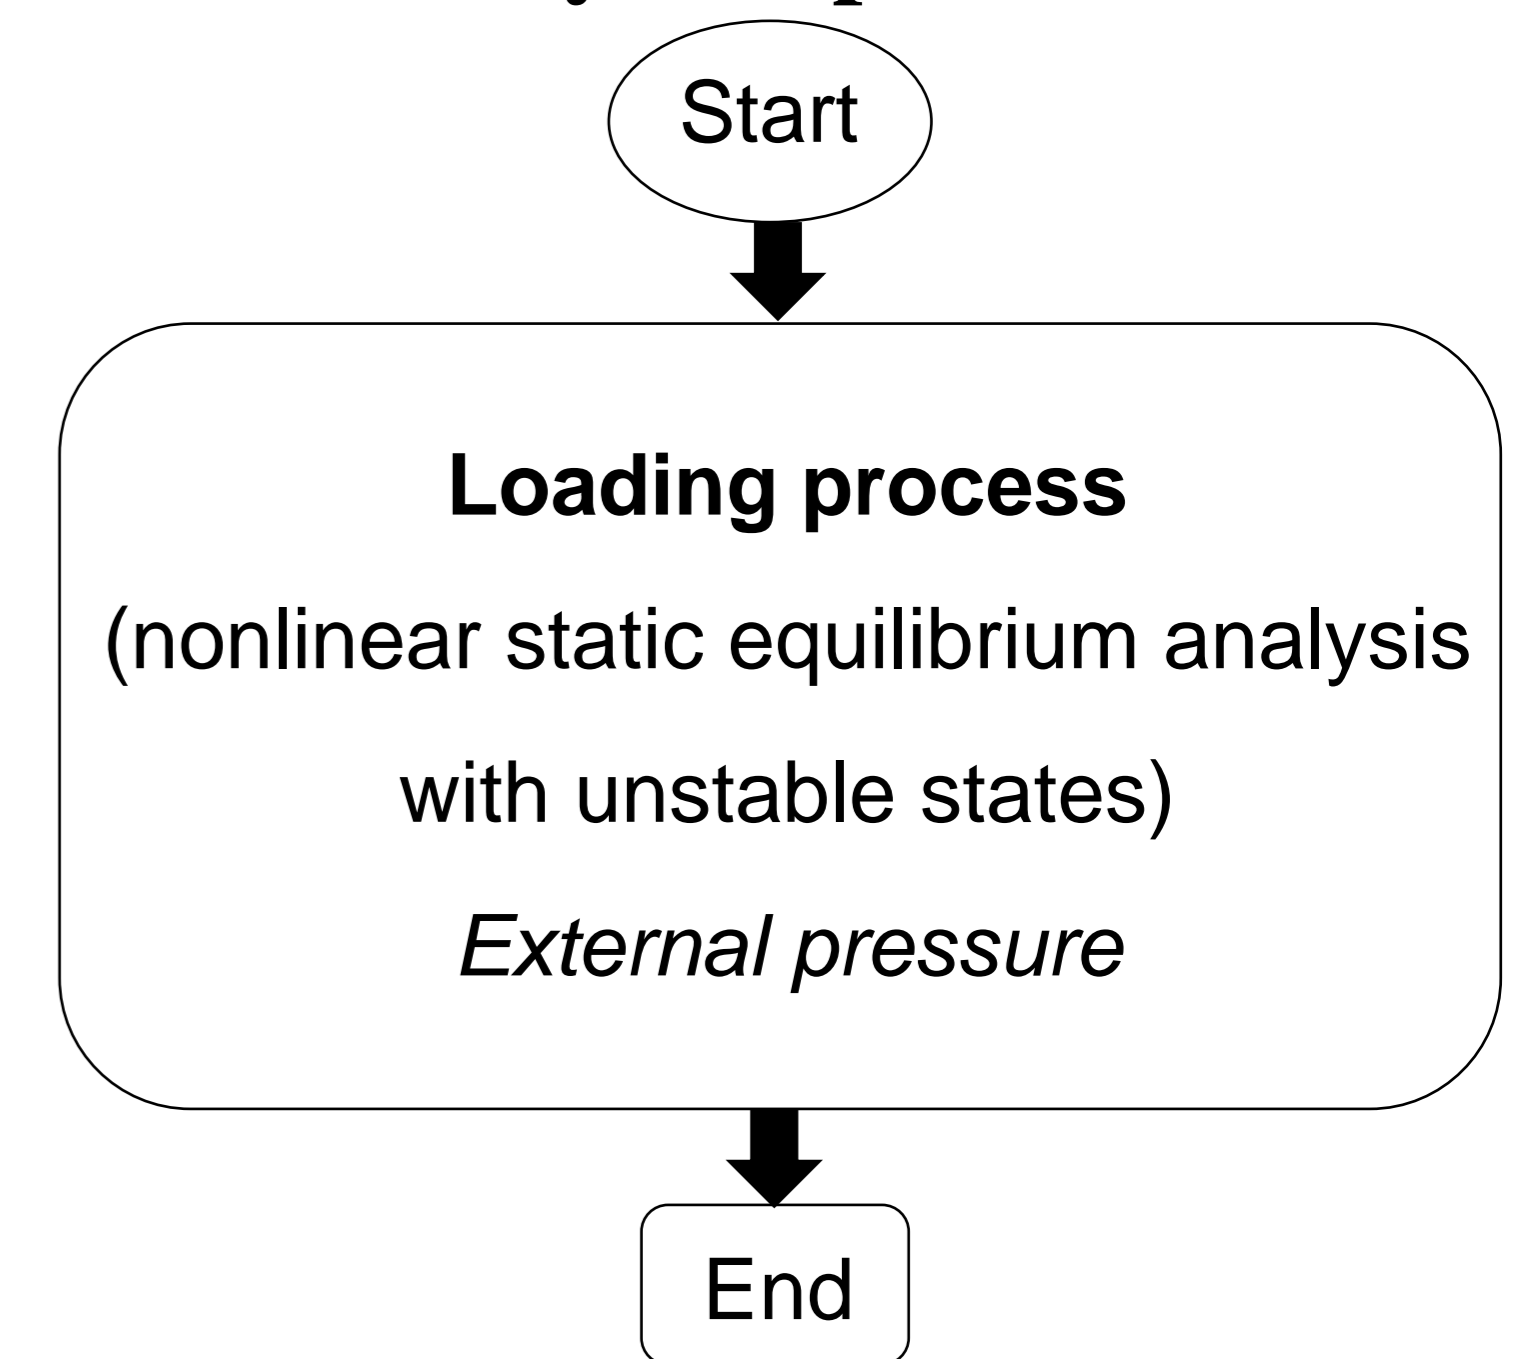 Start
Loading process
(nonlinear static equilibrium analysis
with unstable states)
External pressure
End